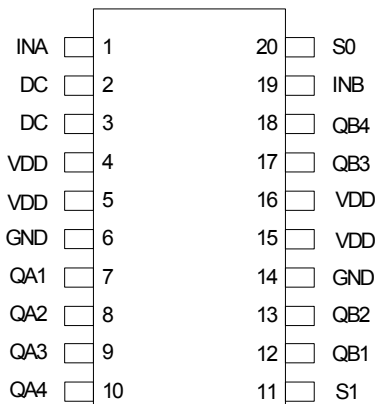 INA 1 20 S0
DC 2 19 INB
DC 3 18 QB4
VDD 4 17 QB3
VDD 5 16 VDD
GND 6 15 VDD
QA1 7 14 GND
QA2 8 13 QB2
QA3 9 12 QB1
QA4 10 11 S1